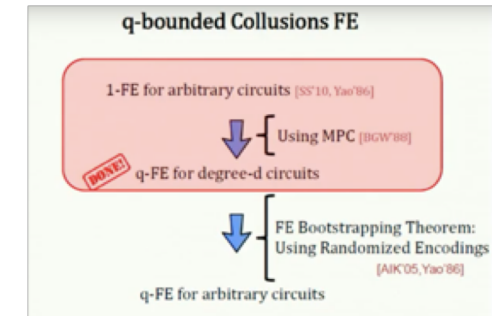 q-bounded Collusions FE
1-FE for arbitrary circuits [SS'10, Yao'86]
Using MPC [BGW'88]
DONE!
q-FE for degree-d circuits
FE Bootstrapping Theorem:
Using Randomized Encodings
[AIK'05,Yao'86]
q-FE for arbitrary circuits